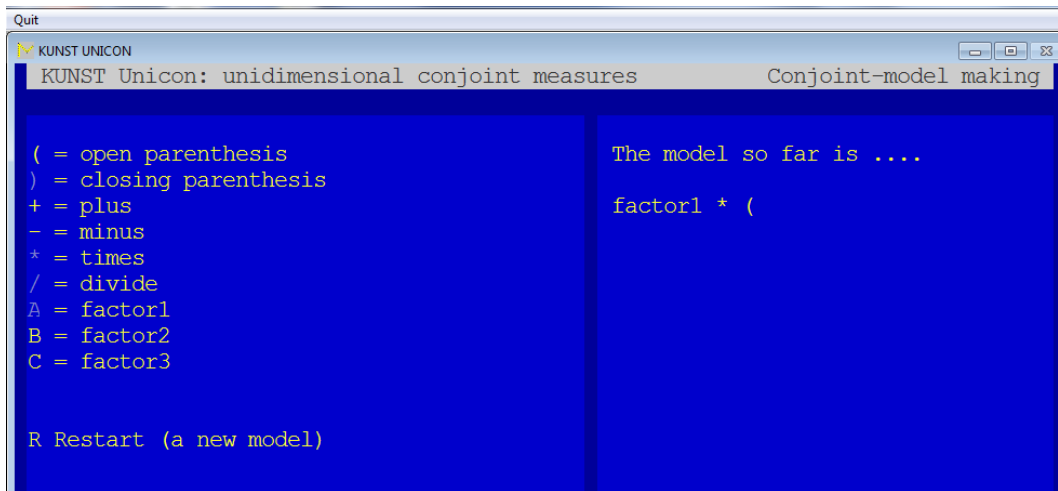 Quit
KUNST UNICON
KUNST Unicon: unidimensional conjoint measures Conjoint-model making
( = open parenthesis
) = closing parenthesis
+ = plus
- = minus
* = times
/ = divide
A = factor1
B = factor2
C = factor3
R Restart (a new model)
The model so far is ....
factor1 * (